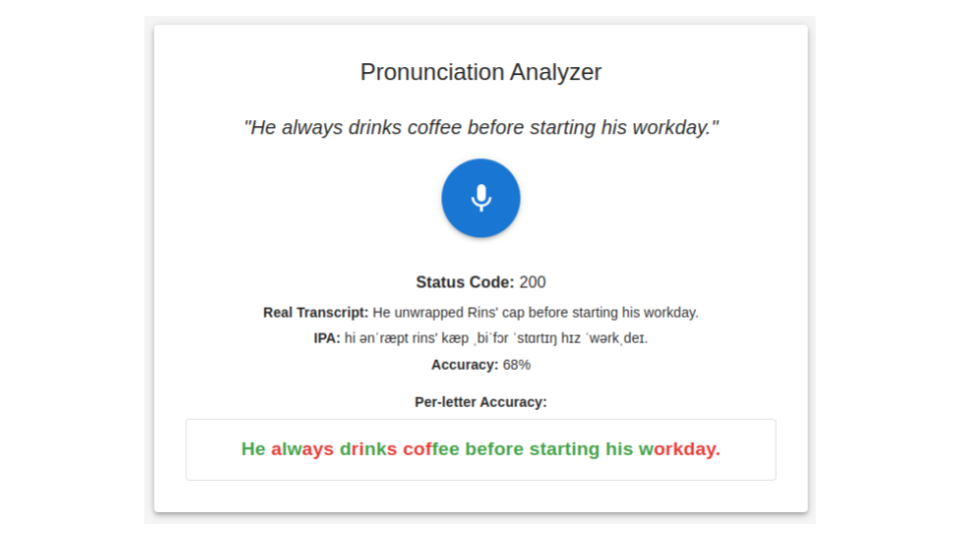 Pronunciation Analyzer
"He always drinks coffee before starting his workday."
Status Code: 200
Real Transcript: He unwrapped Rins' cap before starting his workday.
IPA: hi ənˈræpt rins' kæp ˌbiˈfɔr ˈstɑrtɪŋ hɪz ˈwərkˌdeɪ.
Accuracy: 68%
Per-letter Accuracy:
He always drinks coffee before starting his workday.